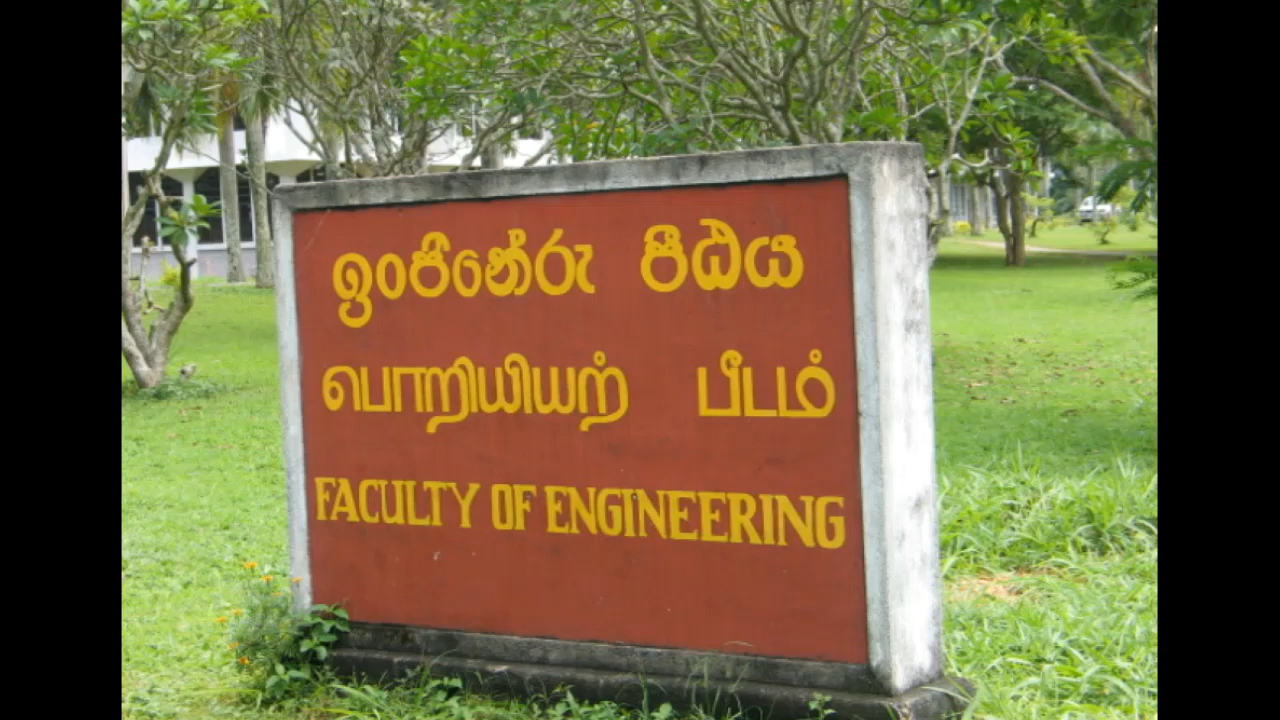 ඉංජිනේරු පීඨය
பொறியியற் பீடம்
FACULTY OF ENGINEERING